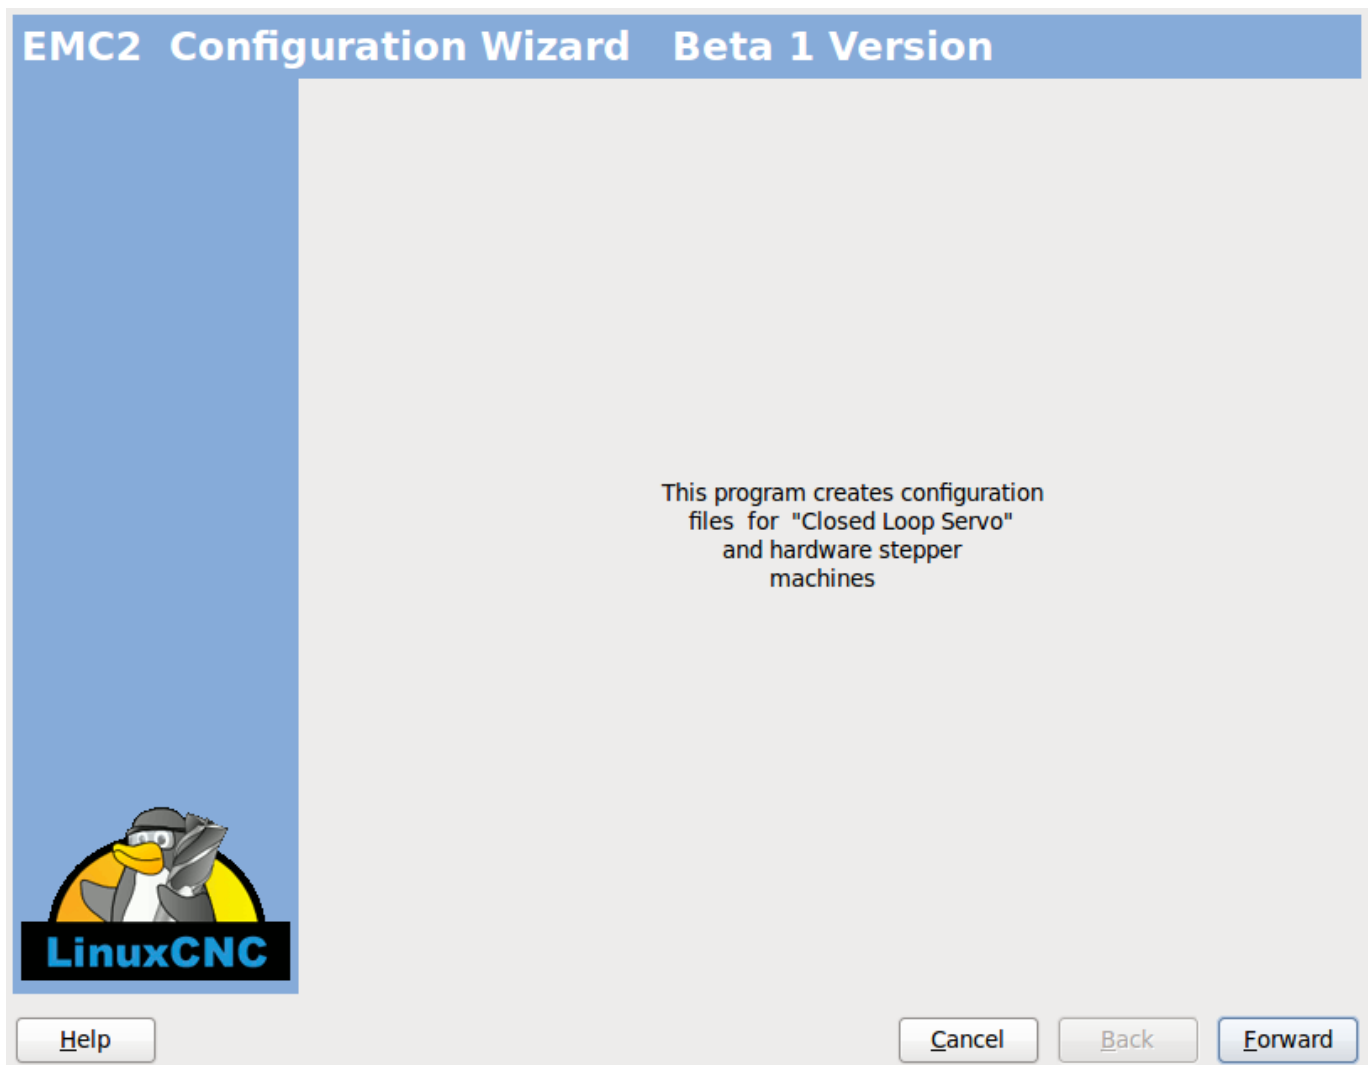 EMC2  Configuration Wizard   Beta 1 Version
This program creates configuration
files  for  "Closed Loop Servo"
and hardware stepper
machines
LinuxCNC
Help
Cancel
Back
Forward